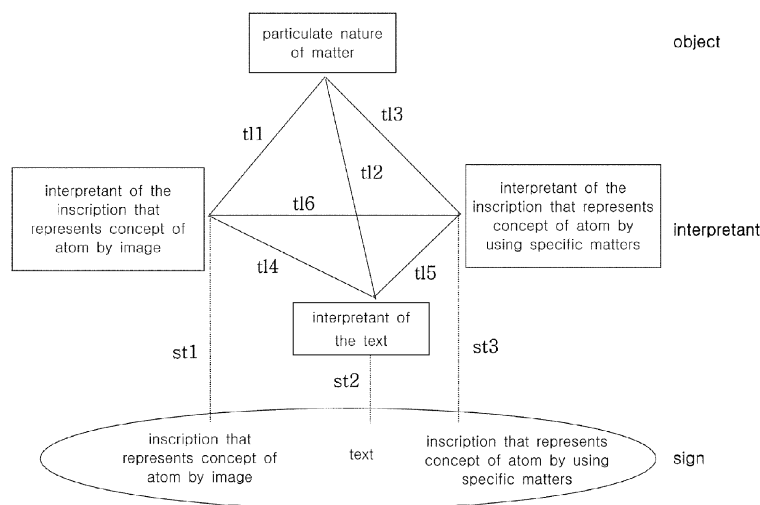 particulate nature
of matter
object
tl1
tl3
tl2
interpretant of the
inscription that
represents concept of
atom by image
tl6
interpretant of the
inscription that represents
concept of atom by
using specific matters
interpretant
tl4
tl5
interpretant of
the text
st1
st2
st3
inscription that
represents concept of
atom by image
text
inscription that represents
concept of atom by using
specific matters
sign